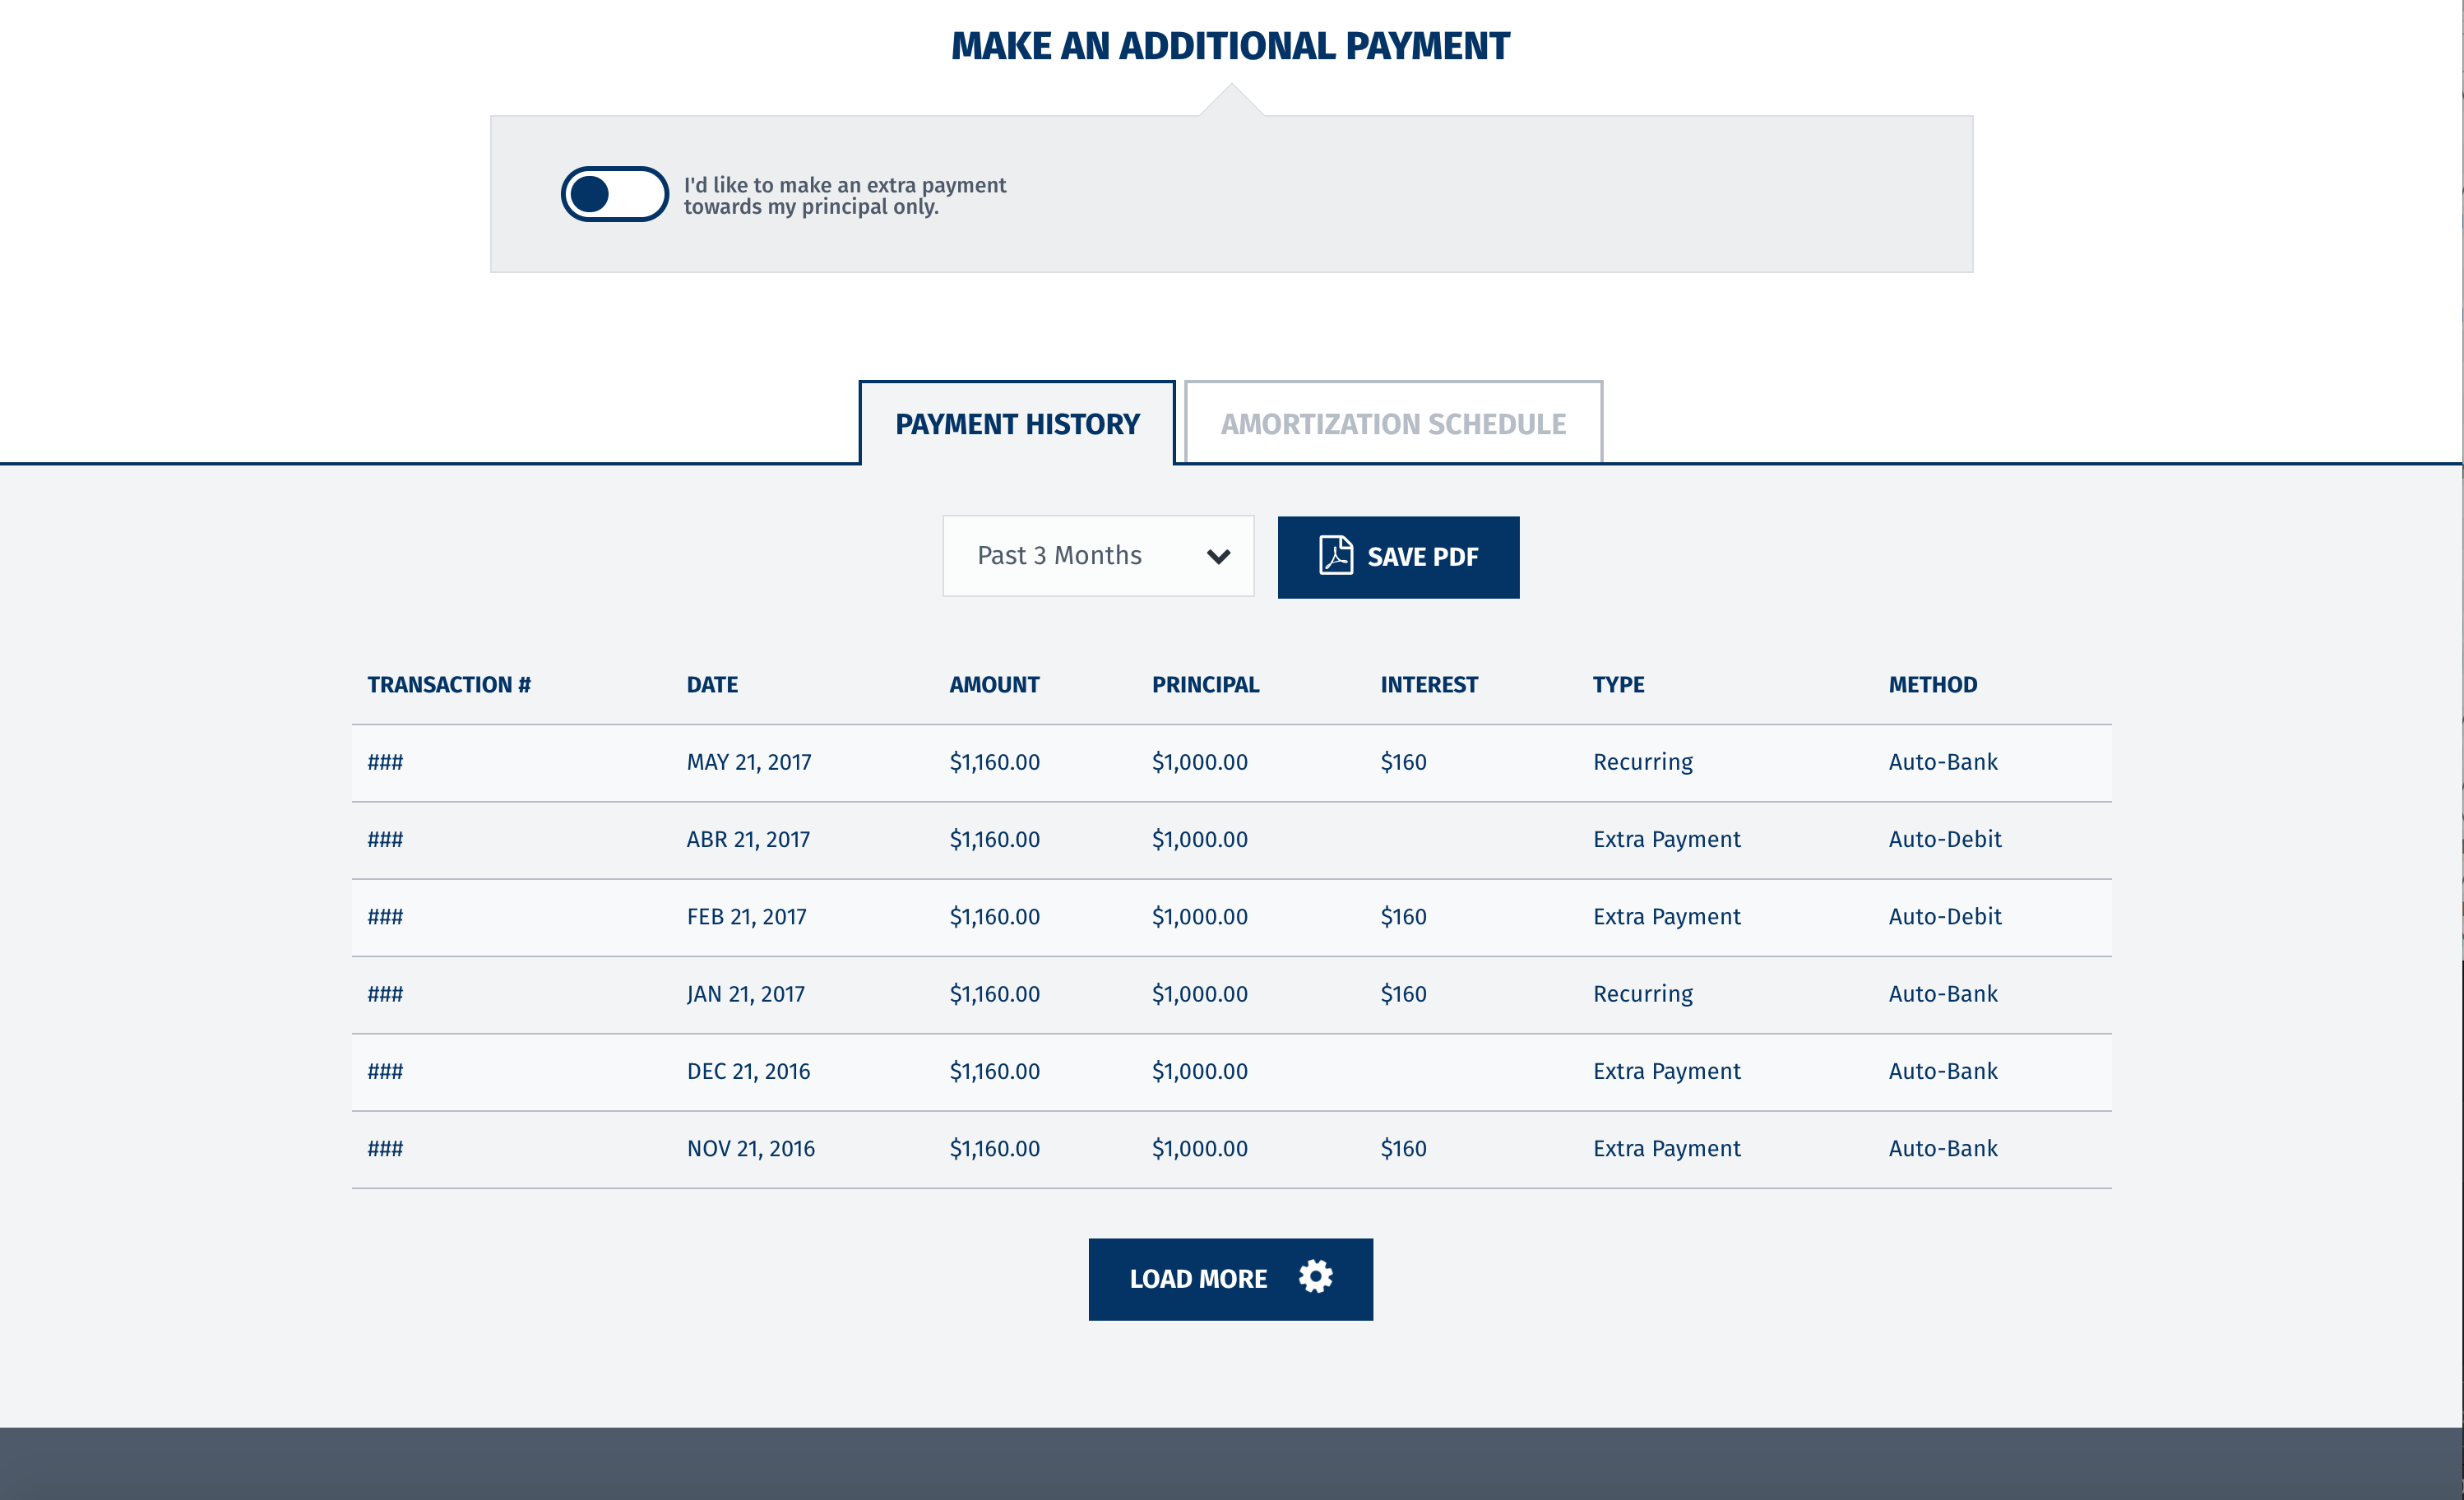 MAKE AN ADDITIONAL PAYMENT
I'd like to make an extra payment
towards my principal only.
PAYMENT HISTORY AMORTIZATION SCHEDULE
Past 3 Months SAVE PDF
TRANSACTION # DATE AMOUNT PRINCIPAL INTEREST TYPE METHOD
### MAY 21, 2017 $1,160.00 $1,000.00 $160 Recurring Auto-Bank
### ABR 21, 2017 $1,160.00 $1,000.00 Extra Payment Auto-Debit
### FEB 21, 2017 $1,160.00 $1,000.00 $160 Extra Payment Auto-Debit
### JAN 21, 2017 $1,160.00 $1,000.00 $160 Recurring Auto-Bank
### DEC 21, 2016 $1,160.00 $1,000.00 Extra Payment Auto-Bank
### NOV 21, 2016 $1,160.00 $1,000.00 $160 Extra Payment Auto-Bank
LOAD MORE